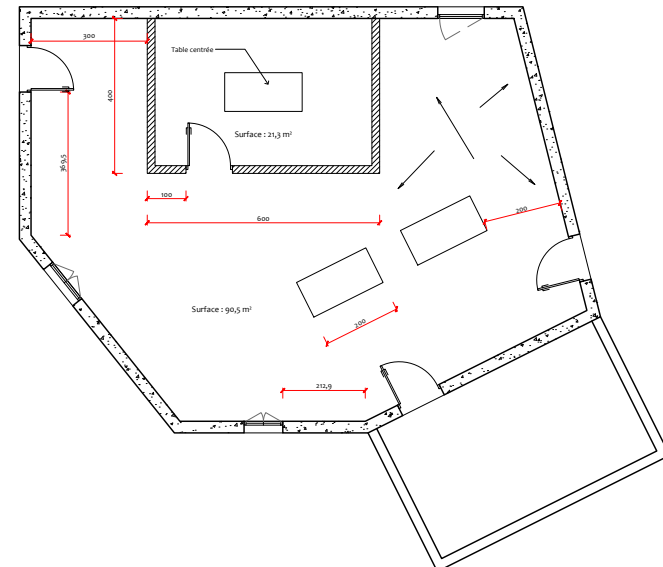 300
Table centrée
400
Surface : 21,3 m²
369,5
100
200
600
Surface : 90,5 m²
200
212,9